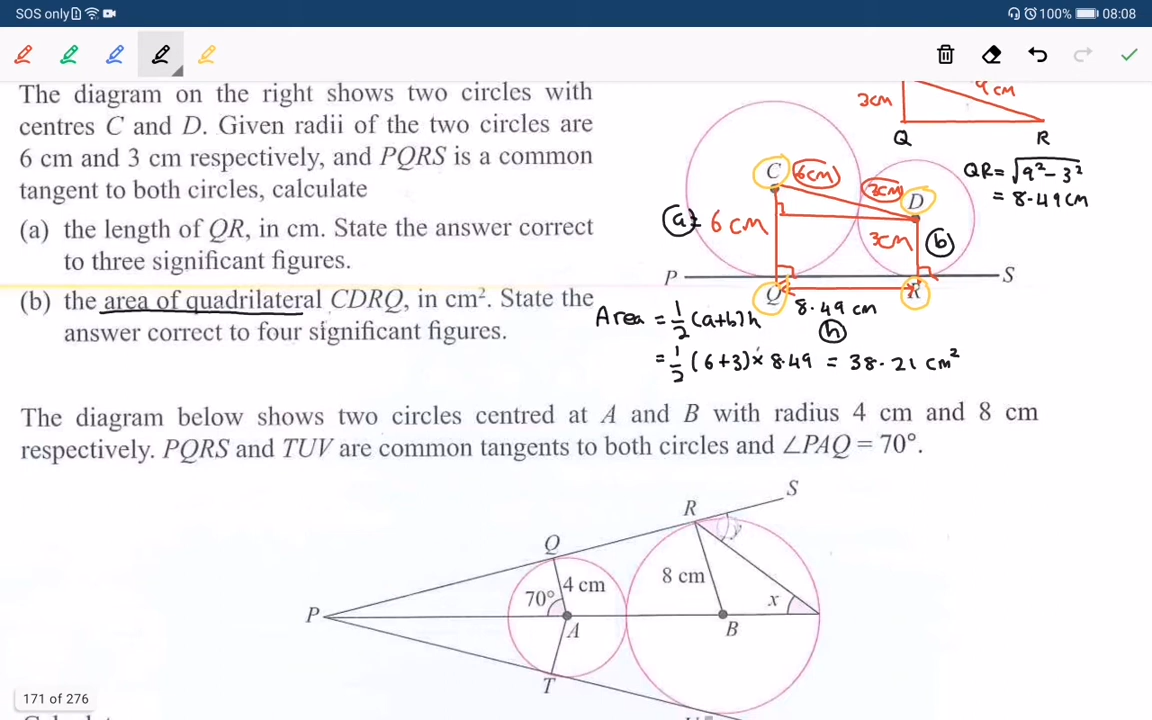 SOS only 100% 08:08
The diagram on the right shows two circles with
centres C and D. Given radii of the two circles are
6 cm and 3 cm respectively, and PQRS is a common
tangent to both circles, calculate
(a) the length of QR, in cm. State the answer correct
to three significant figures.
(b) the area of quadrilateral CDRQ, in cm². State the
answer correct to four significant figures.
3cm 9cm
Q R
QR = √9² - 3²
= 8.49cm
C 6cm 3cm D
a = 6cm 3cm b
P Q R S
8.49 cm
h
Area = 1/2 (a+b)h
= 1/2 (6+3) × 8.49 = 38.21 cm²
The diagram below shows two circles centred at A and B with radius 4 cm and 8 cm
respectively. PQRS and TUV are common tangents to both circles and ∠PAQ = 70°.
S
R
y
Q
8 cm
4 cm
70°
x
P
A
B
T
171 of 276